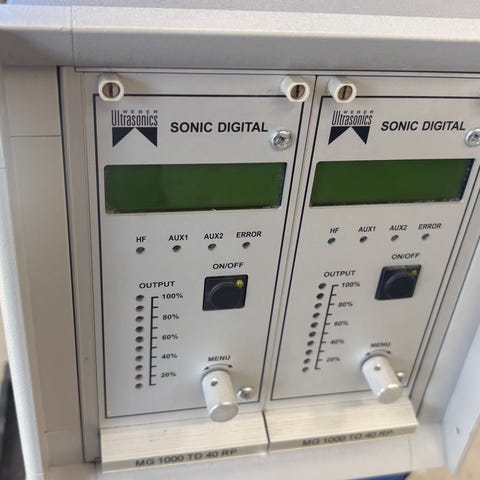 WEBER
Ultrasonics
SONIC DIGITAL
HF AUX1 AUX2 ERROR
ON/OFF
OUTPUT
100%
80%
60%
40%
20%
MENU
MG 1000 TD 40 RP
WEBER
Ultrasonics
SONIC DIGITAL
HF AUX1 AUX2 ERROR
ON/OFF
OUTPUT
100%
80%
60%
40%
20%
MENU
MG 1000 TD 40 RP